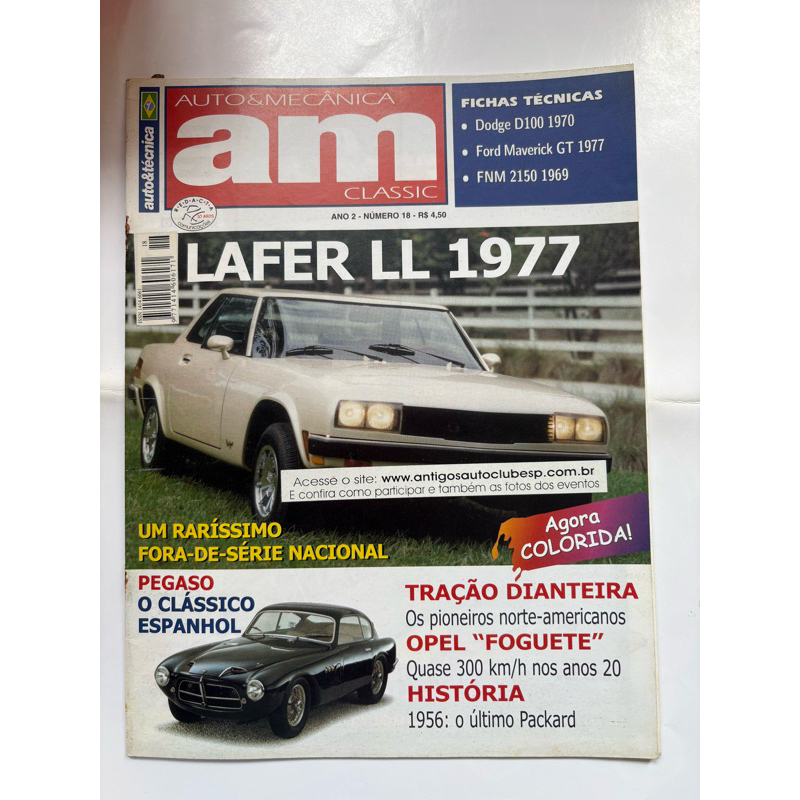 auto&técnica
AUTO&MECÂNICA
am
CLASSIC
FICHAS TÉCNICAS
• Dodge D100 1970
• Ford Maverick GT 1977
• FNM 2150 1969
R•E•D•A•C•T•A
ANO 2 - NÚMERO 18 - R$ 4,50
18
LAFER LL 1977
Acesse o site: www.antigosautoclubesp.com.br
E confira como participar e também as fotos dos eventos
UM RARÍSSIMO
FORA-DE-SÉRIE NACIONAL
Agora
COLORIDA!
PEGASO
O CLÁSSICO
ESPANHOL
TRAÇÃO DIANTEIRA
Os pioneiros norte-americanos
OPEL “FOGUETE”
Quase 300 km/h nos anos 20
HISTÓRIA
1956: o último Packard